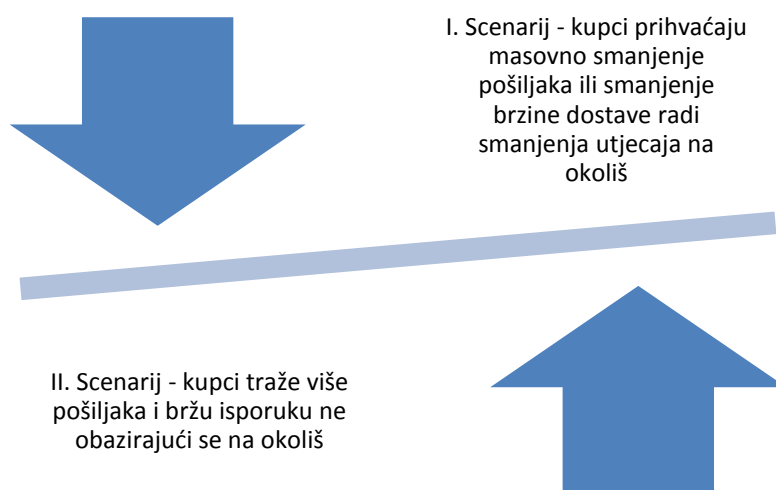 I. Scenarij - kupci prihvaćaju
masovno smanjenje
pošiljaka ili smanjenje
brzine dostave radi
smanjenja utjecaja na
okoliš
II. Scenarij - kupci traže više
pošiljaka i bržu isporuku ne
obazirajući se na okoliš